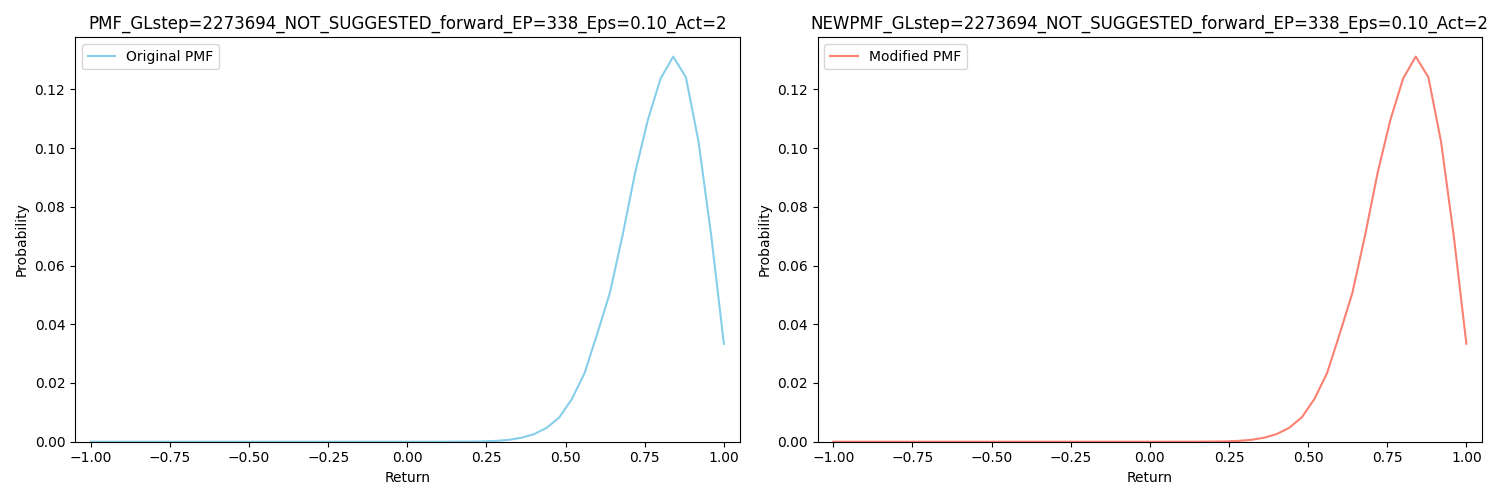 PMF_GLstep=2273694_NOT_SUGGESTED_forward_EP=338_Eps=0.10_Act=2
Original PMF
Probability
0.12
0.10
0.08
0.06
0.04
0.02
0.00
−1.00 −0.75 −0.50 −0.25 0.00 0.25 0.50 0.75 1.00
Return
NEWPMF_GLstep=2273694_NOT_SUGGESTED_forward_EP=338_Eps=0.10_Act=2
Modified PMF
Probability
0.12
0.10
0.08
0.06
0.04
0.02
0.00
−1.00 −0.75 −0.50 −0.25 0.00 0.25 0.50 0.75 1.00
Return